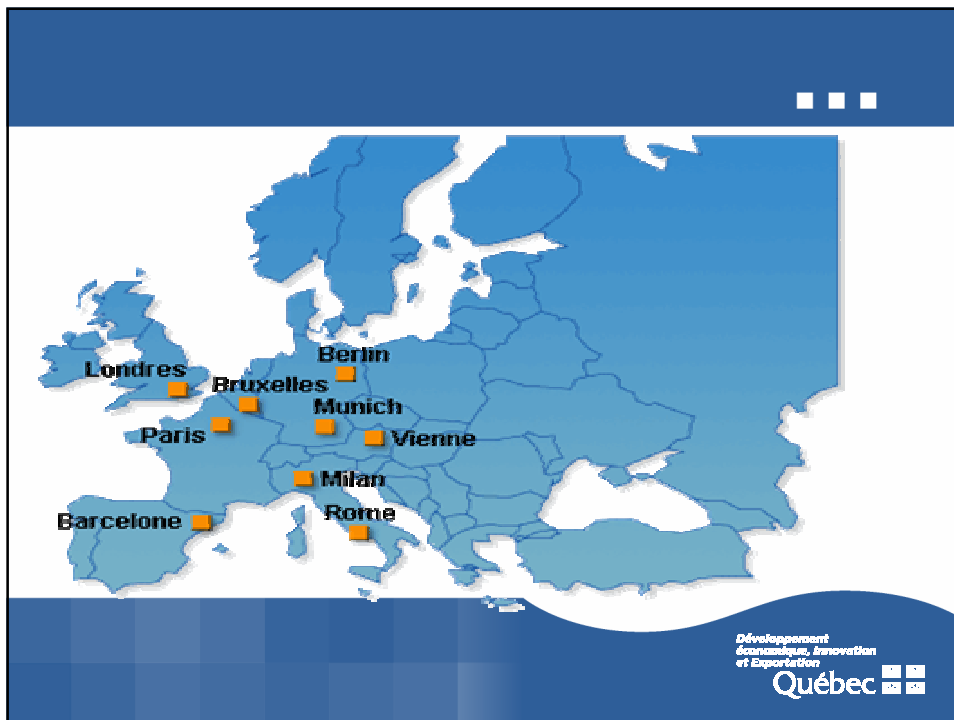 Berlin
Londres
Bruxelles
Munich
Paris
Vienne
Milan
Rome
Barcelone
Développement
économique, Innovation
et Exportation
Québec